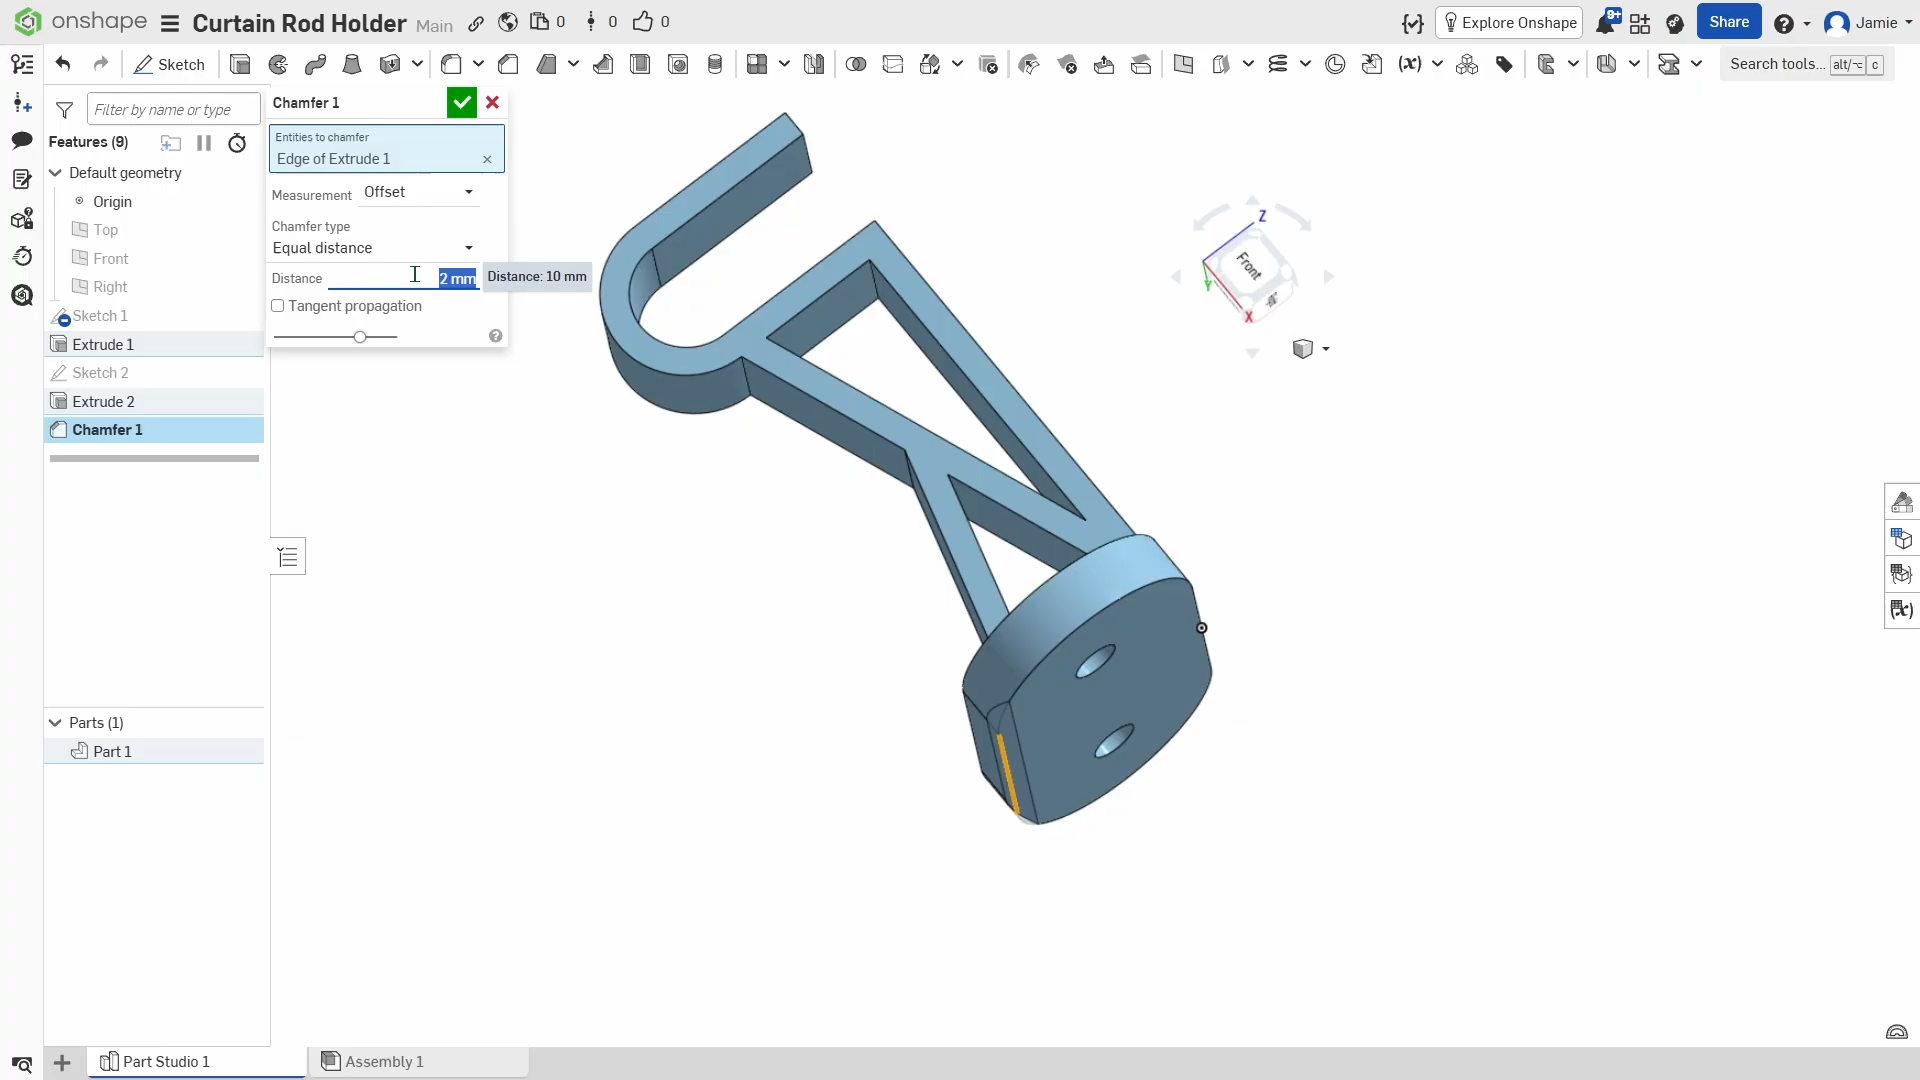 onshape Curtain Rod Holder Main 0 0 0 Explore Onshape 9+ Share Jamie
Sketch (x) Search tools... alt/⌥ c
Filter by name or type
Features (9)
Default geometry
Origin
Top
Front
Right
Sketch 1
Extrude 1
Sketch 2
Extrude 2
Chamfer 1
Parts (1)
Part 1
Chamfer 1
Entities to chamfer
Edge of Extrude 1
Measurement Offset
Chamfer type
Equal distance
Distance 2 mm Distance: 10 mm
Tangent propagation
Z
Front
Y
X
(x)
Part Studio 1 Assembly 1